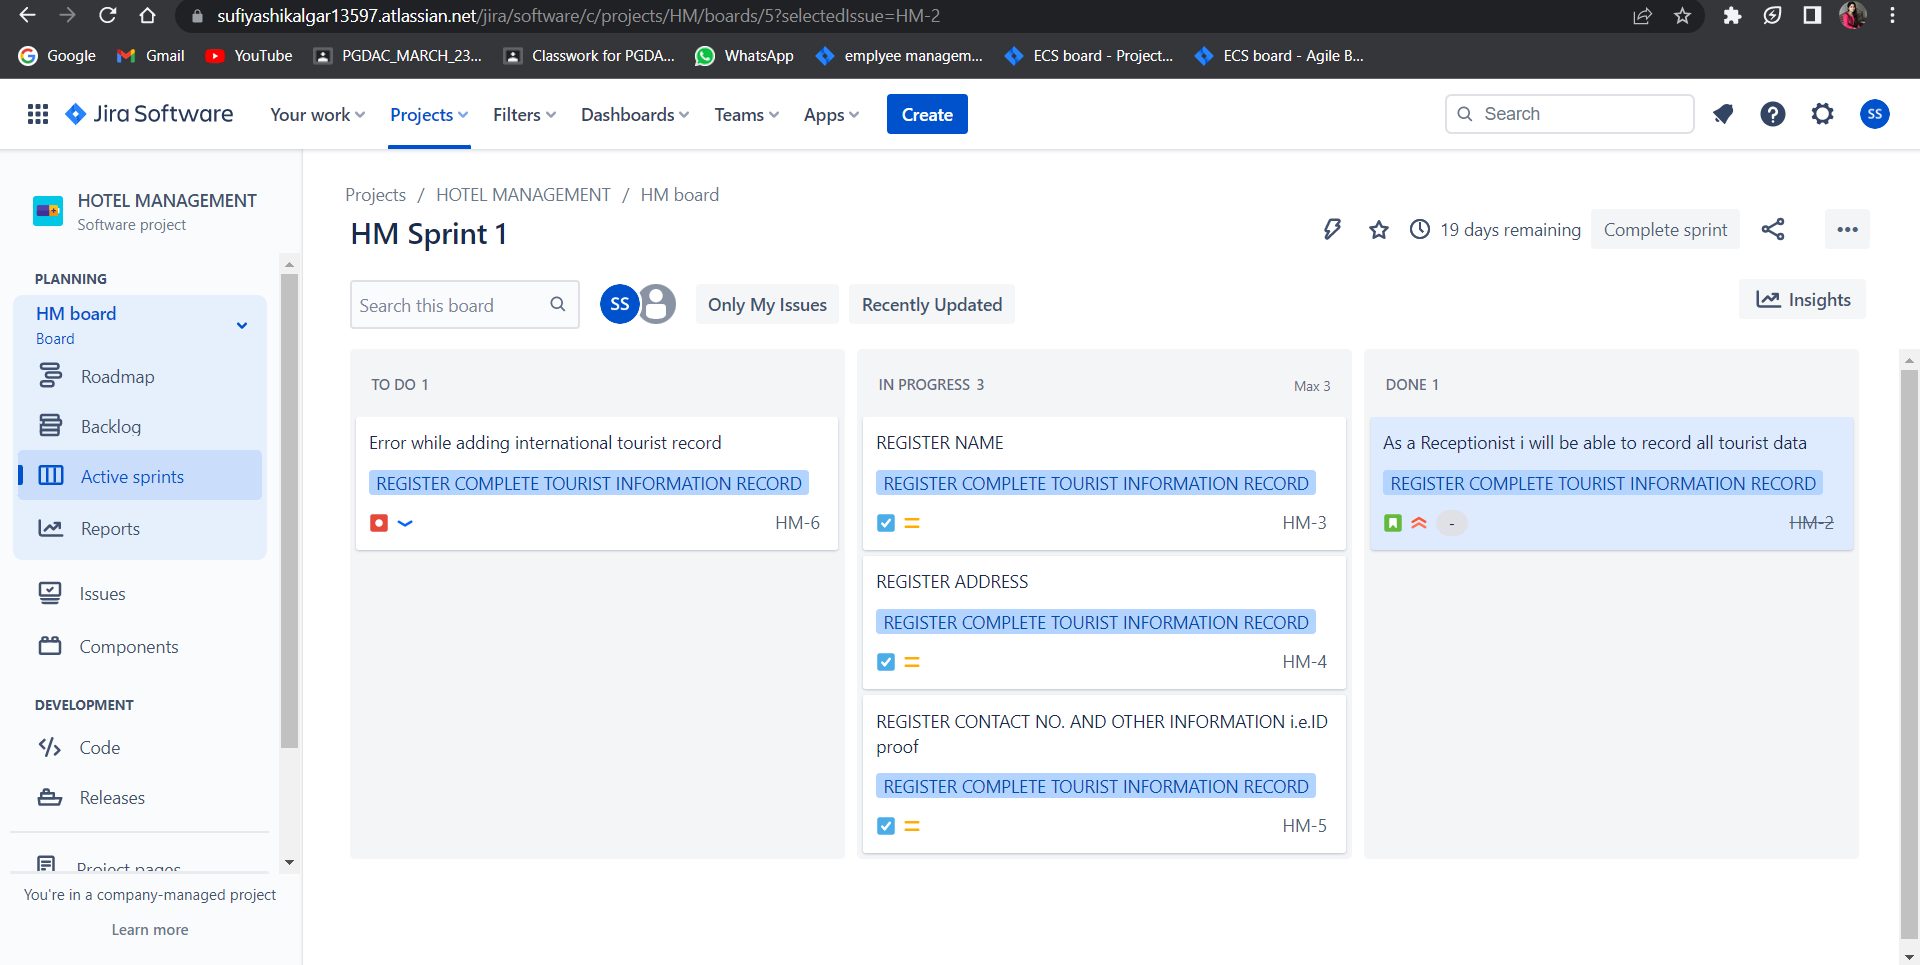 sufiyashikalgar13597.atlassian.net/jira/software/c/projects/HM/boards/5?selectedIssue=HM-2
Google Gmail YouTube PGDAC_MARCH_23... Classwork for PGDA... WhatsApp emplyee managem... ECS board - Project... ECS board - Agile B...
Jira Software Your work Projects Filters Dashboards Teams Apps Create Search SS
HOTEL MANAGEMENT
Software project
PLANNING
HM board
Board
Roadmap
Backlog
Active sprints
Reports
Issues
Components
DEVELOPMENT
Code
Releases
Project pages
You're in a company-managed project
Learn more
Projects / HOTEL MANAGEMENT / HM board
HM Sprint 1
19 days remaining Complete sprint
Search this board SS Only My Issues Recently Updated
Insights
TO DO 1
Error while adding international tourist record
REGISTER COMPLETE TOURIST INFORMATION RECORD
HM-6
IN PROGRESS 3 Max 3
REGISTER NAME
REGISTER COMPLETE TOURIST INFORMATION RECORD
HM-3
REGISTER ADDRESS
REGISTER COMPLETE TOURIST INFORMATION RECORD
HM-4
REGISTER CONTACT NO. AND OTHER INFORMATION i.e.ID
proof
REGISTER COMPLETE TOURIST INFORMATION RECORD
HM-5
DONE 1
As a Receptionist i will be able to record all tourist data
REGISTER COMPLETE TOURIST INFORMATION RECORD
- HM-2